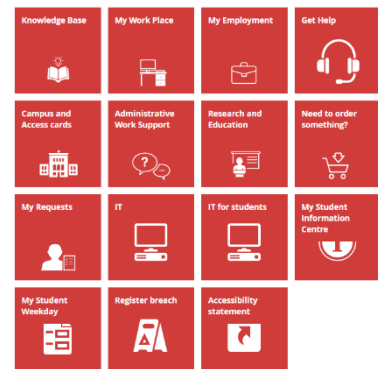 Knowledge Base
My Work Place
My Employment
Get Help
Campus and
Access cards
Administrative
Work Support
Research and
Education
Need to order
something?
My Requests
IT
IT for students
My Student
Information
Centre
My Student
Weekday
Register breach
Accessibility
statement